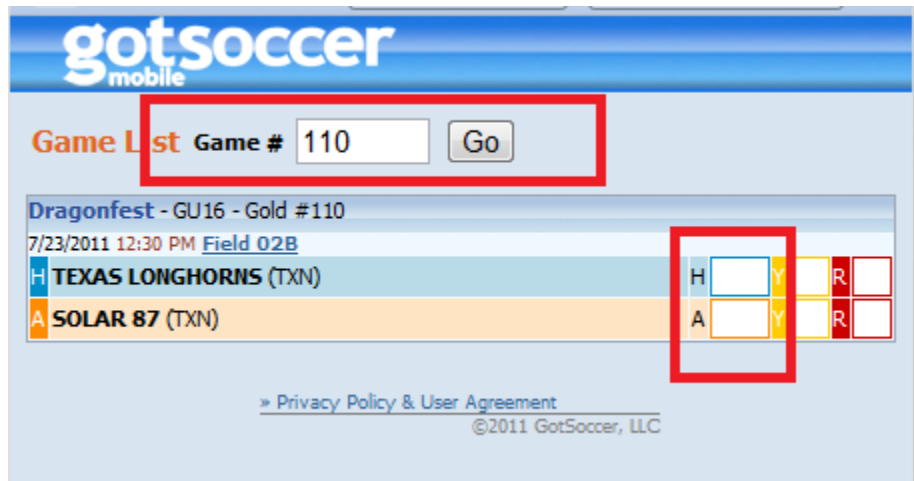 gotsoccer
mobile
Game List Game # 110 Go
Dragonfest - GU16 - Gold #110
7/23/2011 12:30 PM Field 02B
H TEXAS LONGHORNS (TXN) H Y R
A SOLAR 87 (TXN) A Y R
» Privacy Policy & User Agreement
©2011 GotSoccer, LLC